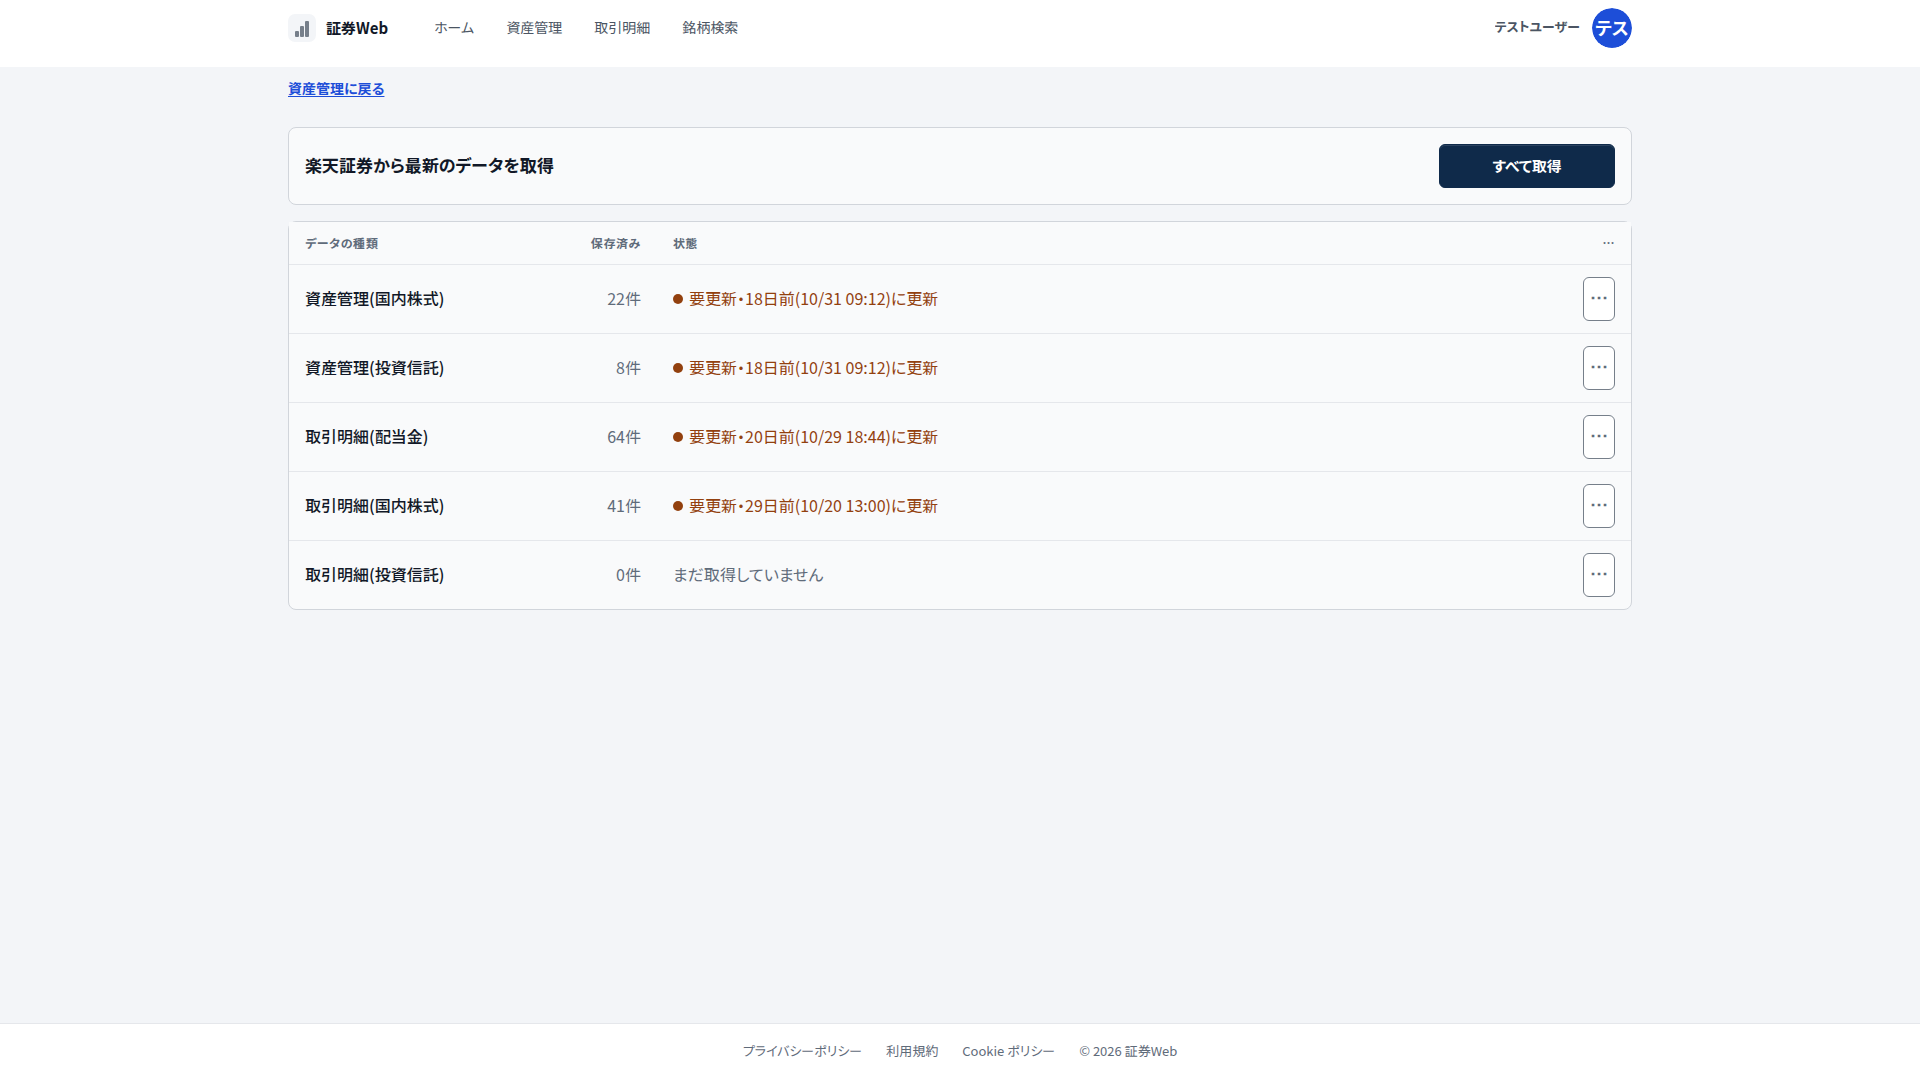 証券Web ホーム 資産管理 取引明細 銘柄検索 テストユーザー テス
資産管理に戻る
楽天証券から最新のデータを取得 すべて取得
データの種類 保存済み 状態 …
資産管理(国内株式) 22件 要更新・18日前(10/31 09:12)に更新 …
資産管理(投資信託) 8件 要更新・18日前(10/31 09:12)に更新 …
取引明細(配当金) 64件 要更新・20日前(10/29 18:44)に更新 …
取引明細(国内株式) 41件 要更新・29日前(10/20 13:00)に更新 …
取引明細(投資信託) 0件 まだ取得していません …
プライバシーポリシー 利用規約 Cookie ポリシー © 2026 証券Web